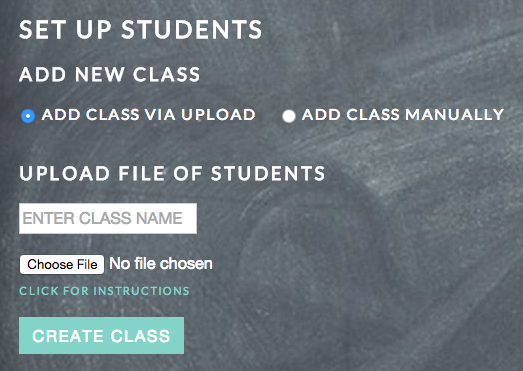 SET UP STUDENTS
ADD NEW CLASS
ADD CLASS VIA UPLOAD ADD CLASS MANUALLY
UPLOAD FILE OF STUDENTS
ENTER CLASS NAME
Choose File No file chosen
CLICK FOR INSTRUCTIONS
CREATE CLASS